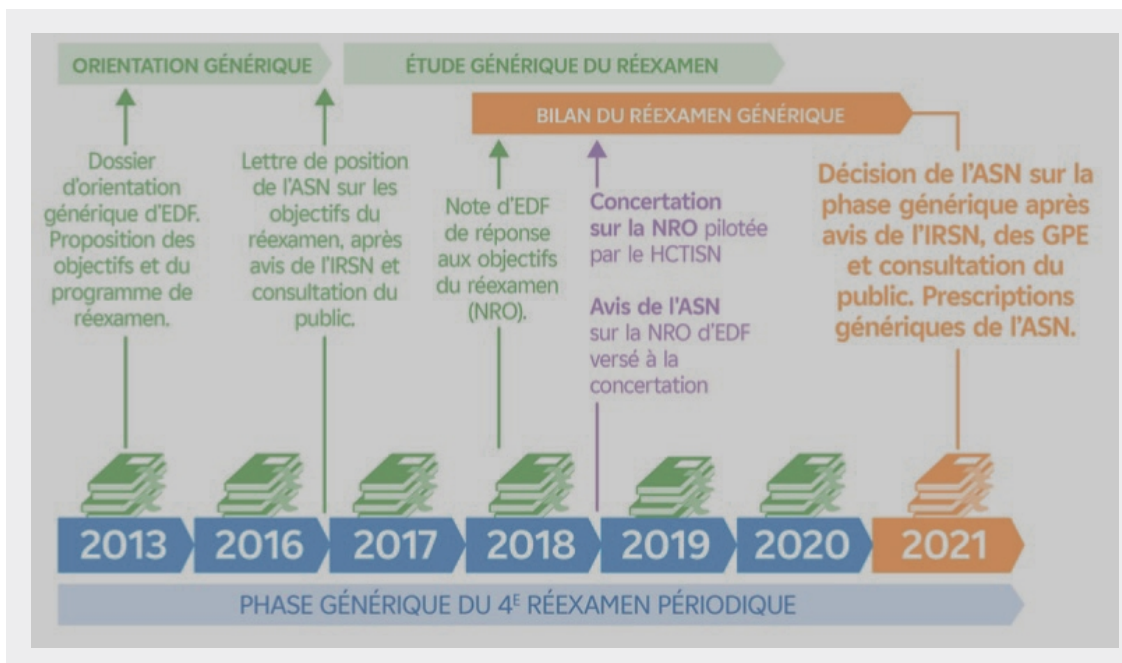 ORIENTATION GÉNÉRIQUE
ÉTUDE GÉNÉRIQUE DU RÉEXAMEN
BILAN DU RÉEXAMEN GÉNÉRIQUE
Dossier
d'orientation
générique d'EDF.
Proposition des
objectifs et du
programme de
réexamen.
Lettre de position
de l'ASN sur les
objectifs du
réexamen, après
avis de l'IRSN et
consultation du
public.
Note d'EDF
de réponse
aux objectifs
du réexamen
(NRO).
Concertation
sur la NRO pilotée
par le HCTISN
Avis de l'ASN
sur la NRO d'EDF
versé à la
concertation
Décision de l'ASN sur la
phase générique après
avis de l'IRSN, des GPE
et consultation du
public. Prescriptions
génériques de l'ASN.
2013
2016
2017
2018
2019
2020
2021
PHASE GÉNÉRIQUE DU 4E RÉEXAMEN PÉRIODIQUE